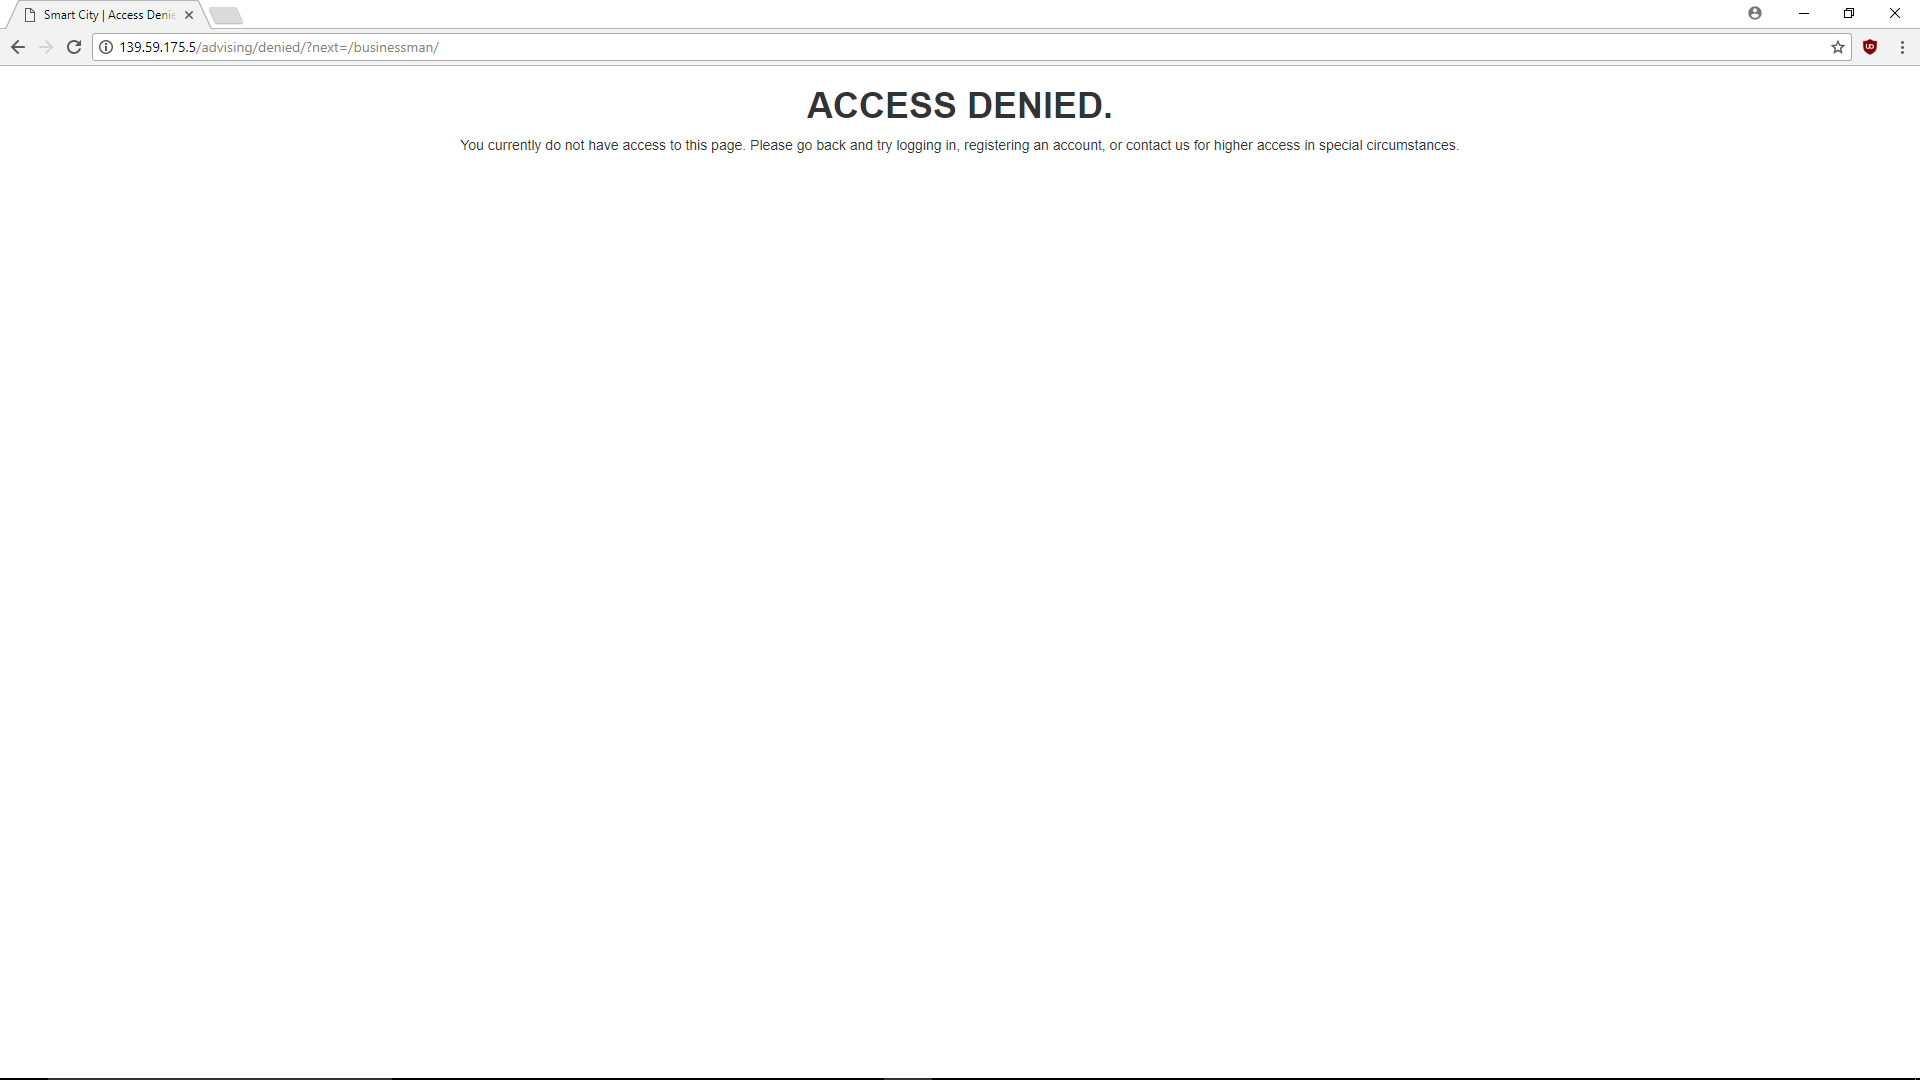 Smart City | Access Denie
139.59.175.5/advising/denied/?next=/businessman/
ACCESS DENIED.
You currently do not have access to this page. Please go back and try logging in, registering an account, or contact us for higher access in special circumstances.